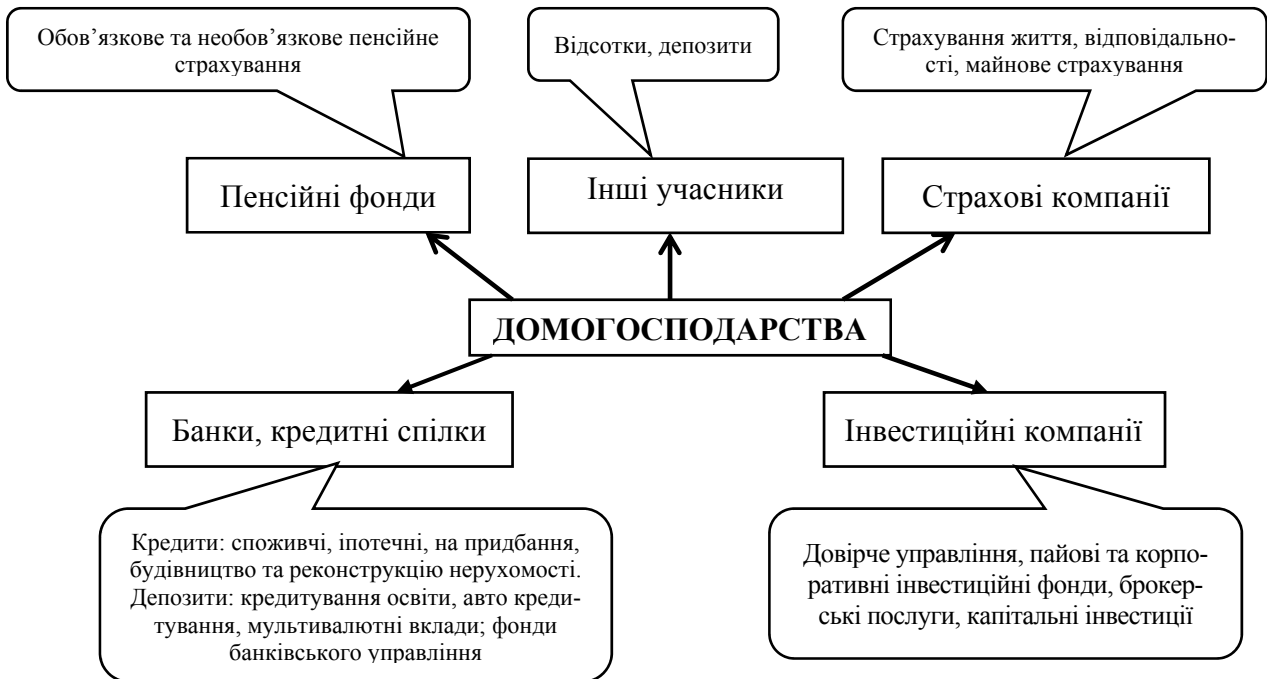 Обов’язкове та необов’язкове пенсійне
страхування
Відсотки, депозити
Страхування життя, відповідально-
сті, майнове страхування
Пенсійні фонди
Інші учасники
Страхові компанії
ДОМОГОСПОДАРСТВА
Банки, кредитні спілки
Інвестиційні компанії
Кредити: споживчі, іпотечні, на придбання,
будівництво та реконструкцію нерухомості.
Депозити: кредитування освіти, авто креди-
тування, мультивалютні вклади; фонди
банківського управління
Довірче управління, пайові та корпо-
ративні інвестиційні фонди, брокер-
ські послуги, капітальні інвестиції